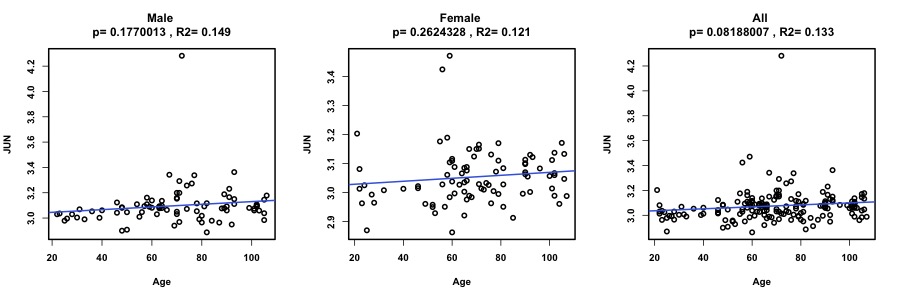 Male
p= 0.1770013 , R2= 0.149
JUN
4.2
4.0
3.8
3.6
3.4
3.2
3.0
20 40 60 80 100
Age
Female
p= 0.2624328 , R2= 0.121
JUN
3.4
3.3
3.2
3.1
3.0
2.9
20 40 60 80 100
Age
All
p= 0.08188007 , R2= 0.133
JUN
4.2
4.0
3.8
3.6
3.4
3.2
3.0
20 40 60 80 100
Age